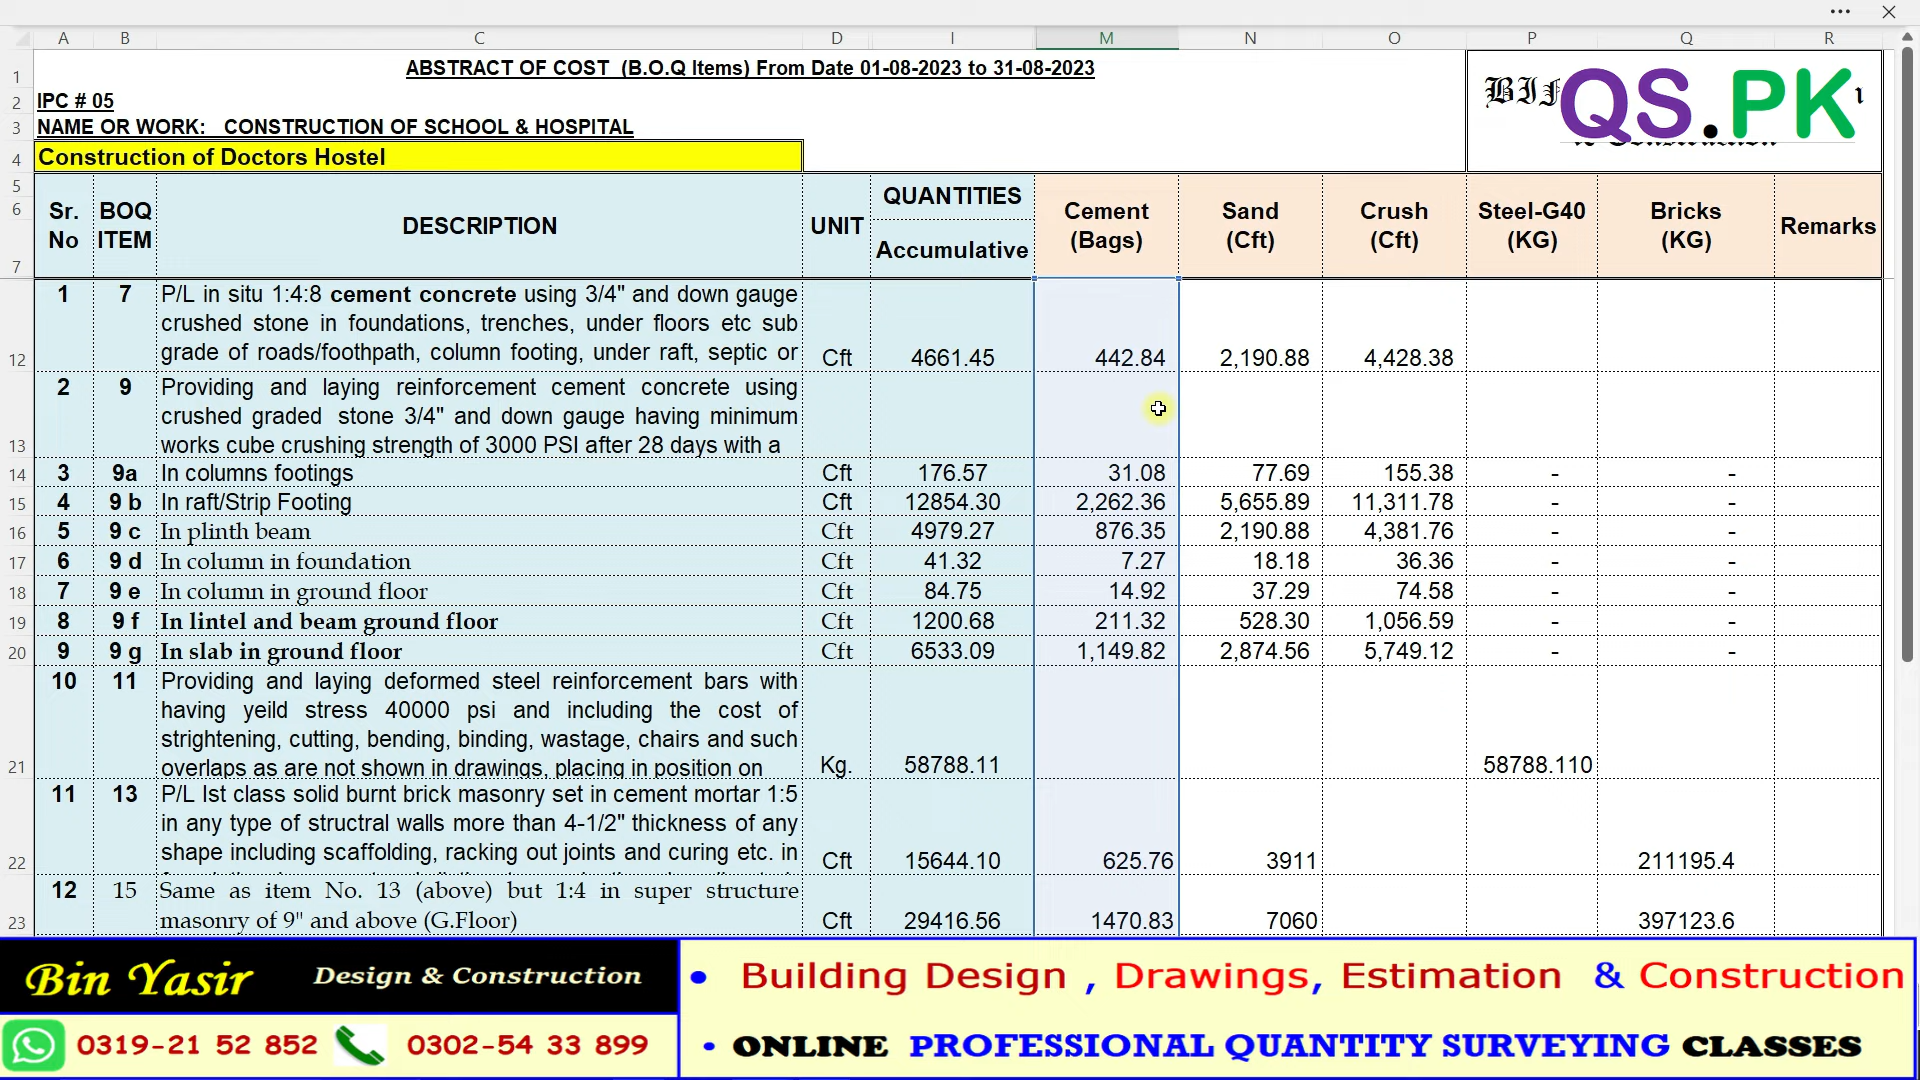 A B C D I M N O P Q R
1 ABSTRACT OF COST (B.O.Q Items) From Date 01-08-2023 to 31-08-2023
2 IPC # 05
3 NAME OR WORK: CONSTRUCTION OF SCHOOL & HOSPITAL
4 Construction of Doctors Hostel
QS.PK
5
6
7
Sr. No BOQ ITEM DESCRIPTION UNIT QUANTITIES Accumulative Cement (Bags) Sand (Cft) Crush (Cft) Steel-G40 (KG) Bricks (KG) Remarks
1 7 P/L in situ 1:4:8 cement concrete using 3/4" and down gauge
crushed stone in foundations, trenches, under floors etc sub
12 grade of roads/foothpath, column footing, under raft, septic or Cft 4661.45 442.84 2,190.88 4,428.38
2 9 Providing and laying reinforcement cement concrete using
crushed graded stone 3/4" and down gauge having minimum
13 works cube crushing strength of 3000 PSI after 28 days with a
14 3 9a In columns footings Cft 176.57 31.08 77.69 155.38 - -
15 4 9 b In raft/Strip Footing Cft 12854.30 2,262.36 5,655.89 11,311.78 - -
16 5 9 c In plinth beam Cft 4979.27 876.35 2,190.88 4,381.76 - -
17 6 9 d In column in foundation Cft 41.32 7.27 18.18 36.36 - -
18 7 9 e In column in ground floor Cft 84.75 14.92 37.29 74.58 - -
19 8 9 f In lintel and beam ground floor Cft 1200.68 211.32 528.30 1,056.59 - -
20 9 9 g In slab in ground floor Cft 6533.09 1,149.82 2,874.56 5,749.12 - -
10 11 Providing and laying deformed steel reinforcement bars with
having yeild stress 40000 psi and including the cost of
strightening, cutting, bending, binding, wastage, chairs and such
21 overlaps as are not shown in drawings, placing in position on Kg. 58788.11 58788.110
11 13 P/L Ist class solid burnt brick masonry set in cement mortar 1:5
in any type of structral walls more than 4-1/2" thickness of any
22 shape including scaffolding, racking out joints and curing etc. in Cft 15644.10 625.76 3911 211195.4
12 15 Same as item No. 13 (above) but 1:4 in super structure
23 masonry of 9" and above (G.Floor) Cft 29416.56 1470.83 7060 397123.6
Bin Yasir Design & Construction
0319-21 52 852 0302-54 33 899
• Building Design , Drawings, Estimation & Construction
• ONLINE PROFESSIONAL QUANTITY SURVEYING CLASSES